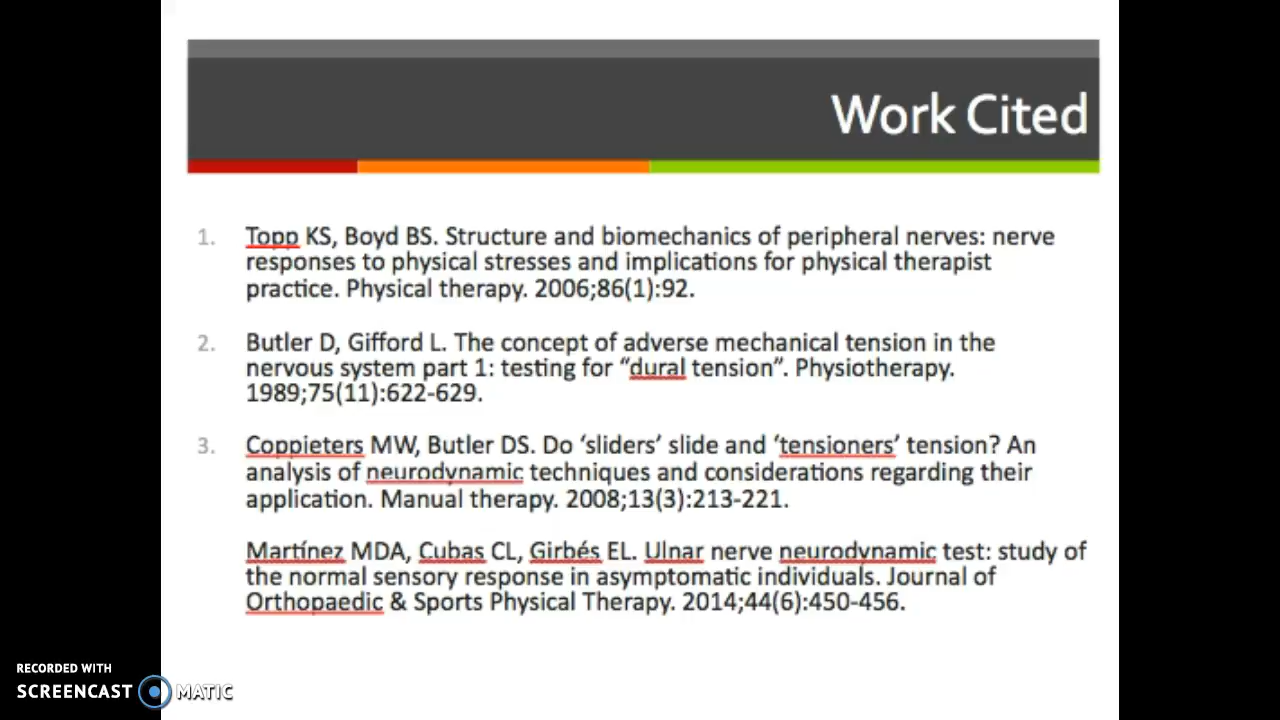 Work Cited
1. Topp KS, Boyd BS. Structure and biomechanics of peripheral nerves: nerve
responses to physical stresses and implications for physical therapist
practice. Physical therapy. 2006;86(1):92.
2. Butler D, Gifford L. The concept of adverse mechanical tension in the
nervous system part 1: testing for “dural tension”. Physiotherapy.
1989;75(11):622-629.
3. Coppieters MW, Butler DS. Do ‘sliders’ slide and ‘tensioners’ tension? An
analysis of neurodynamic techniques and considerations regarding their
application. Manual therapy. 2008;13(3):213-221.
Martínez MDA, Cubas CL, Girbés EL. Ulnar nerve neurodynamic test: study of
the normal sensory response in asymptomatic individuals. Journal of
Orthopaedic & Sports Physical Therapy. 2014;44(6):450-456.
RECORDED WITH
SCREENCAST MATIC